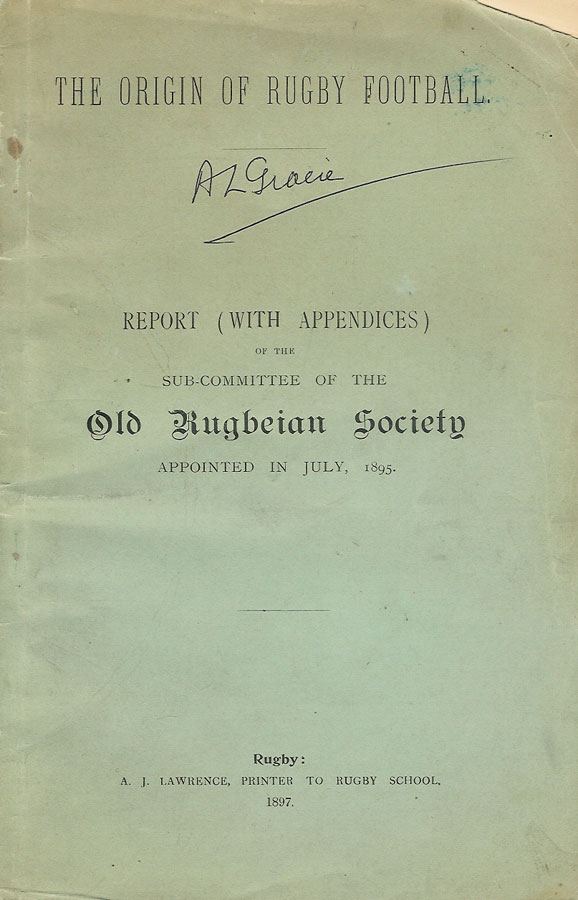 THE ORIGIN OF RUGBY FOOTBALL.
A L Gracie
REPORT (WITH APPENDICES)
OF THE
SUB-COMMITTEE OF THE
Old Rugbeian Society
APPOINTED IN JULY, 1895.
Rugby:
A. J. LAWRENCE, PRINTER TO RUGBY SCHOOL,
1897.